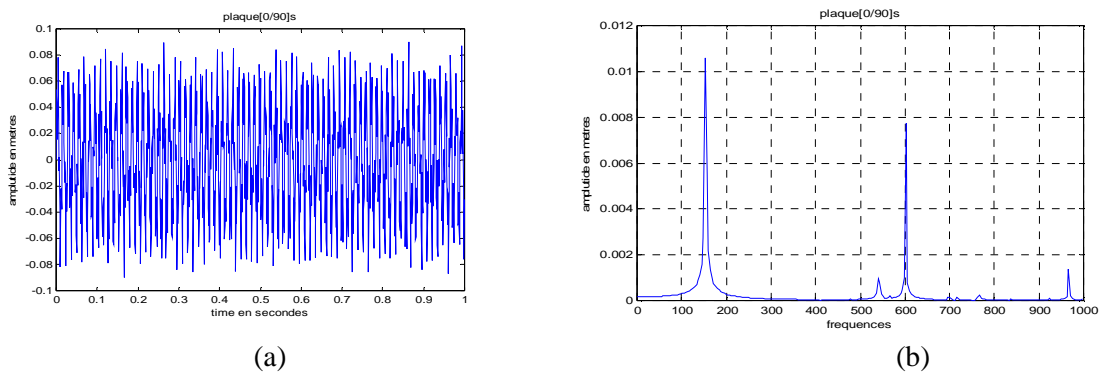 plaque[0/90]s
0.1
0.08
0.06
0.04
0.02
0
-0.02
-0.04
-0.06
-0.08
-0.1
amplutide en metres
0 0.1 0.2 0.3 0.4 0.5 0.6 0.7 0.8 0.9 1
time en secondes
(a)
plaque[0/90]s
0.012
0.01
0.008
0.006
0.004
0.002
0
amplutide en metres
0 100 200 300 400 500 600 700 800 900 1000
frequences
(b)